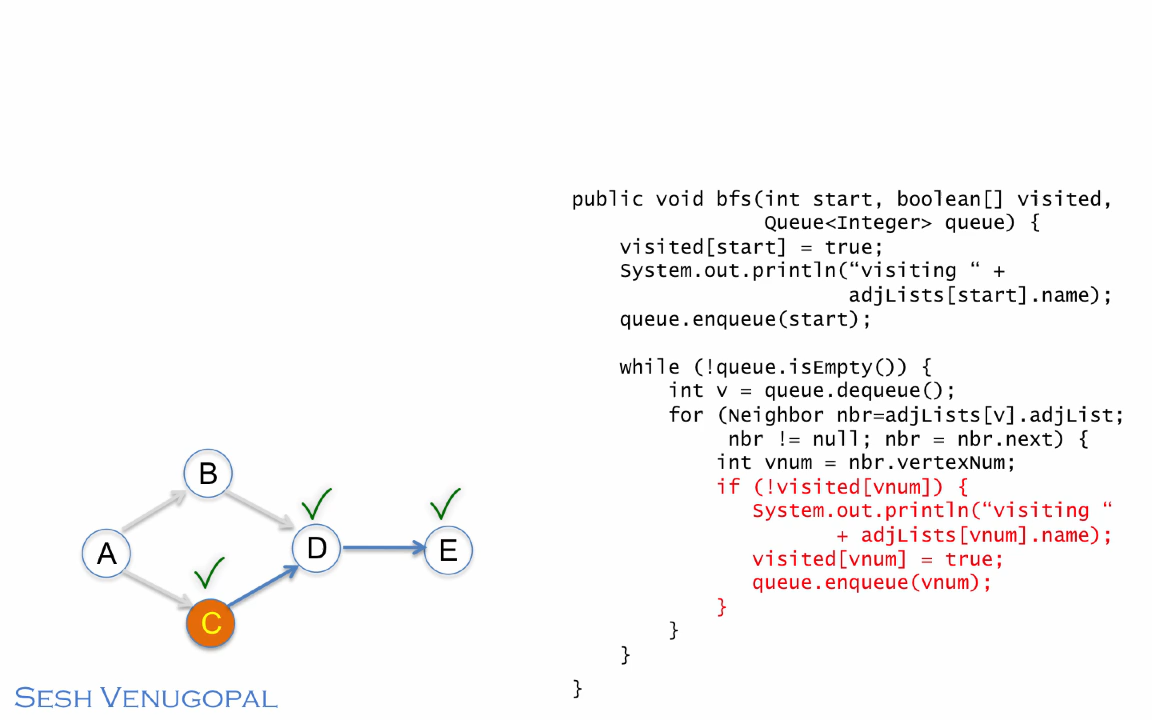 public void bfs(int start, boolean[] visited,
Queue<Integer> queue) {
visited[start] = true;
System.out.println(“visiting “ +
adjLists[start].name);
queue.enqueue(start);
while (!queue.isEmpty()) {
int v = queue.dequeue();
for (Neighbor nbr=adjLists[v].adjList;
nbr != null; nbr = nbr.next) {
int vnum = nbr.vertexNum;
if (!visited[vnum]) {
System.out.println(“visiting “
+ adjLists[vnum].name);
visited[vnum] = true;
queue.enqueue(vnum);
}
}
}
}
B
A
D
E
C
SESH VENUGOPAL